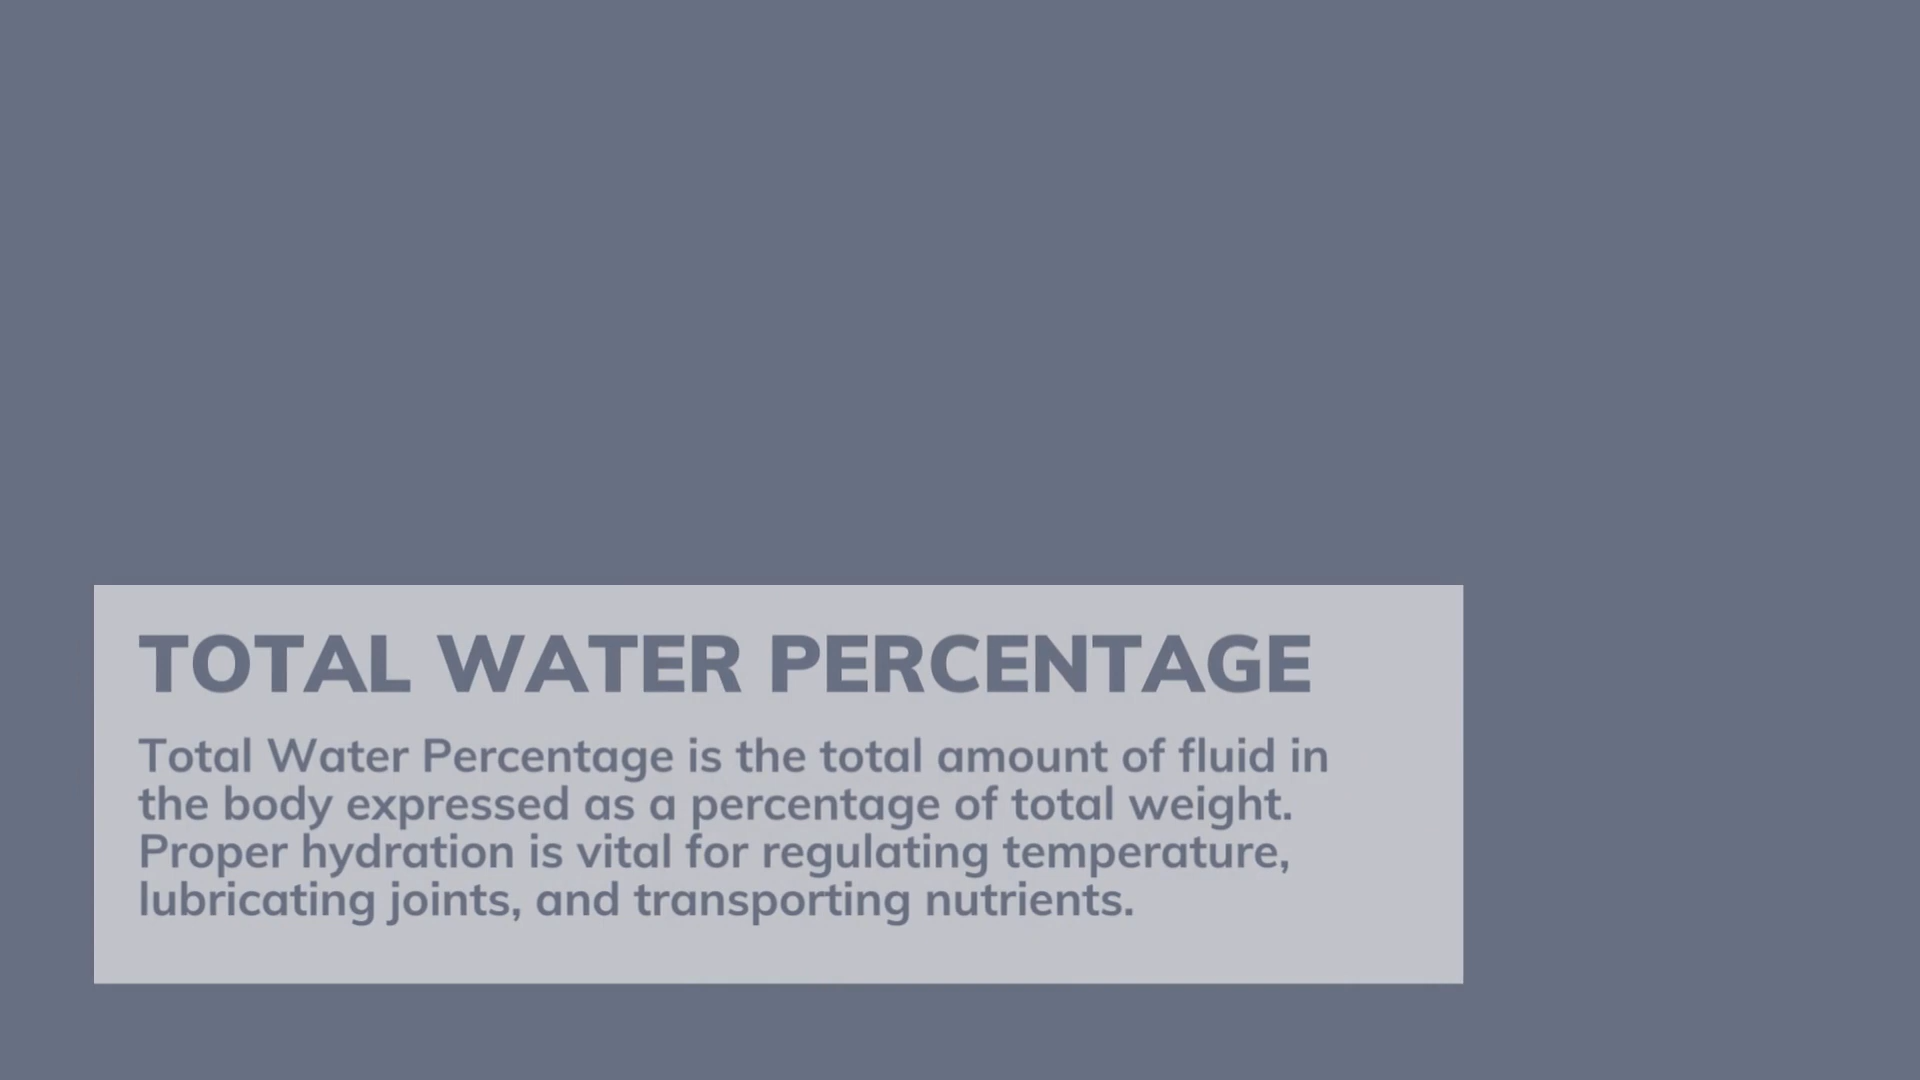 TOTAL WATER PERCENTAGE
Total Water Percentage is the total amount of fluid in
the body expressed as a percentage of total weight.
Proper hydration is vital for regulating temperature,
lubricating joints, and transporting nutrients.